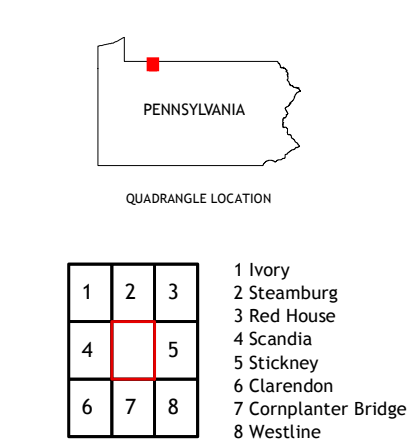 PENNSYLVANIA
QUADRANGLE LOCATION
1 2 3
4 5
6 7 8
1 Ivory
2 Steamburg
3 Red House
4 Scandia
5 Stickney
6 Clarendon
7 Cornplanter Bridge
8 Westline